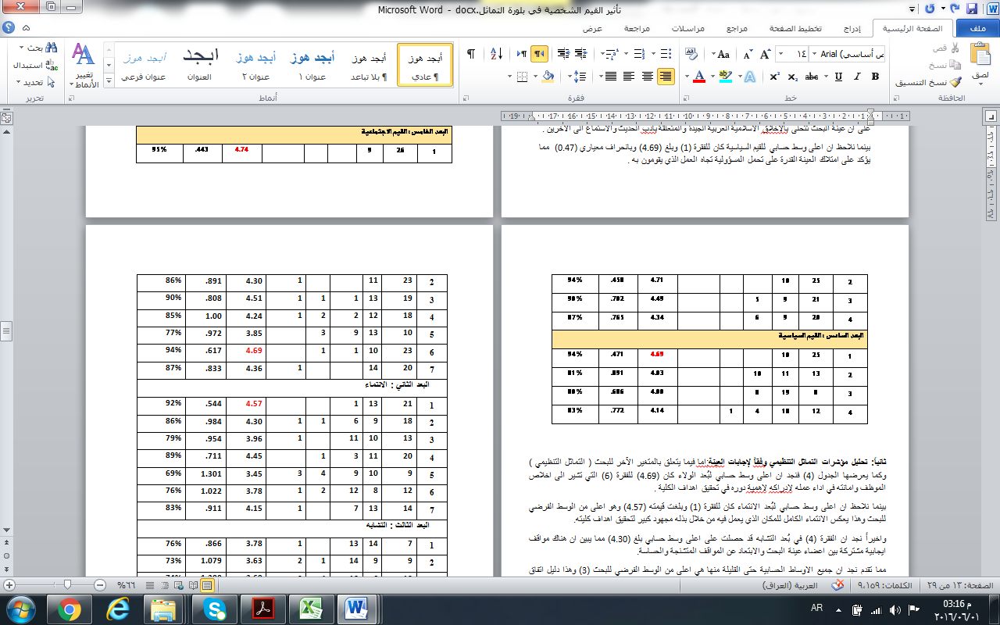 تأثير القيم الشخصية في بلورة التماثل.docx - Microsoft Word
ملف
الصفحة الرئيسية
إدراج
تخطيط الصفحة
مراجع
مراسلات
مراجعة
عرض
لصق
قص
نسخ
نسخ التنسيق
الحافظة
Arial (نص أساسي)
١٤
خط
فقرة
أبجد هوز
¶ عادي
أبجد هوز
¶ بلا تباعد
أبجد هوز
عنوان ١
أبجد هوز
عنوان ٢
أبجد
العنوان
أبجد هوز
عنوان فرعي
أنماط
تغيير الأنماط
بحث
استبدال
تحديد
تحرير
على ان عينة البحث تتحلى بالاخلاق الاسلامية العربية الجيدة والمتعلقة بادب الحديث والاستماع الى الآخرين .
بينما نلاحظ ان اعلى وسط حسابي للقيم السياسية كان للفقرة (1) وبلغ (4.69) وبانحراف معياري (0.47) مما
يؤكد على امتلاك العينة القدرة على تحمل المسؤولية تجاه العمل الذي يقومون به .
البعد الخامس : القيم الاجتماعية
1 26 9 4.74 .443 95%
2 25 10 4.71 .458 94%
3 21 9 5 4.49 .702 90%
4 20 9 6 4.34 .765 87%
البعد السادس : القيم السياسية
1 25 10 4.69 .471 94%
2 13 11 10 4.03 .891 81%
3 8 19 8 4.00 .686 80%
4 12 18 4 1 4.14 .772 83%
ثانياً: تحليل مؤشرات التماثل التنظيمي وفقاً لإجابات العينة:اما فيما يتعلق بالمتغير الآخر للبحث ( التماثل التنظيمي )
وكما يعرضها الجدول (4) فنجد ان اعلى وسط حسابي لبُعد الولاء كان (4.69) للفقرة (6) التي تشير الى اخلاص
الموظف وامانته في اداء عمله لإدراكه لاهمية دوره في تحقيق اهداف الكلية .
بينما نلاحظ ان اعلى وسط حسابي لبُعد الانتماء كان للفقرة (1) وبلغت قيمته (4.57) وهو اعلى من الوسط الفرضي
للبحث وهذا يعكس الانتماء الكامل للمكان الذي يعمل فيه من خلال بذله مجهود كبير لتحقيق اهداف كليته.
واخيراً نجد ان الفقرة (4) في بُعد التشابه قد حصلت على اعلى وسط حسابي بلغ (4.30) مما يبين ان هناك مواقف
ايجابية مشتركة بين اعضاء عينة البحث والابتعاد عن المواقف المتشنجة والحساسة.
مما تقدم نجد ان جميع الاوساط الحسابية حتى القليلة منها هي اعلى من الوسط الفرضي للبحث (3) وهذا دليل اتفاق
2 23 11 1 4.30 .891 86%
3 19 13 1 1 1 4.51 .808 90%
4 18 12 2 2 1 4.24 1.00 85%
5 10 13 9 3 3.85 .972 77%
6 23 10 1 1 4.69 .617 94%
7 20 14 1 4.36 .833 87%
البعد الثاني : الانتماء
1 21 13 1 4.57 .544 92%
2 18 9 6 1 1 4.30 .984 86%
3 13 10 11 1 3.96 .954 79%
4 20 11 3 1 4.45 .711 89%
5 9 10 9 4 3 3.45 1.301 69%
6 12 8 12 2 1 3.78 1.022 76%
7 14 13 7 1 4.15 .911 83%
البعد الثالث : التشابه
1 7 14 13 1 3.78 .866 76%
2 9 9 14 1 2 3.63 1.079 73%
الصفحة: ١٣ من ٢٩
الكلمات: ٩،١٥٩
العربية (العراق)
٦٦%
AR
03:16 م
٢٠١٦/٠٦/٠١